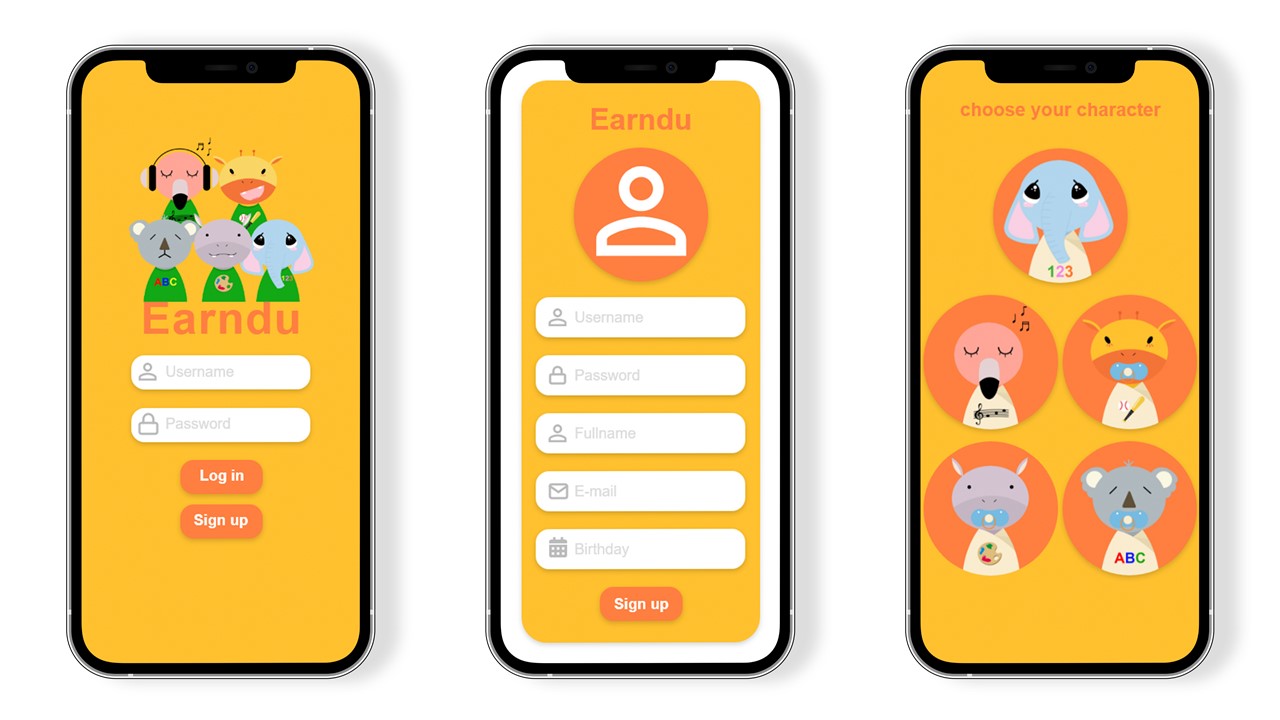 ABC
123
Earndu
Username
Password
Log in
Sign up
Earndu
Username
Password
Fullname
E-mail
Birthday
Sign up
choose your character
123
ABC